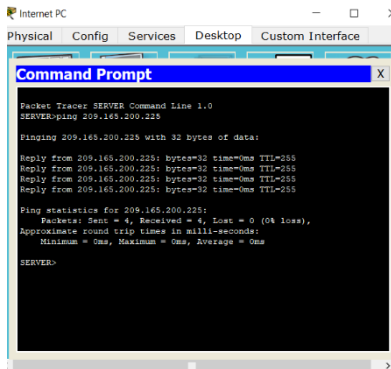 Internet PC
Physical Config Services Desktop Custom Interface
Command Prompt X
Packet Tracer SERVER Command Line 1.0
SERVER>ping 209.165.200.225
Pinging 209.165.200.225 with 32 bytes of data:
Reply from 209.165.200.225: bytes=32 time=0ms TTL=255
Reply from 209.165.200.225: bytes=32 time=0ms TTL=255
Reply from 209.165.200.225: bytes=32 time=0ms TTL=255
Reply from 209.165.200.225: bytes=32 time=0ms TTL=255
Ping statistics for 209.165.200.225:
Packets: Sent = 4, Received = 4, Lost = 0 (0% loss),
Approximate round trip times in milli-seconds:
Minimum = 0ms, Maximum = 0ms, Average = 0ms
SERVER>